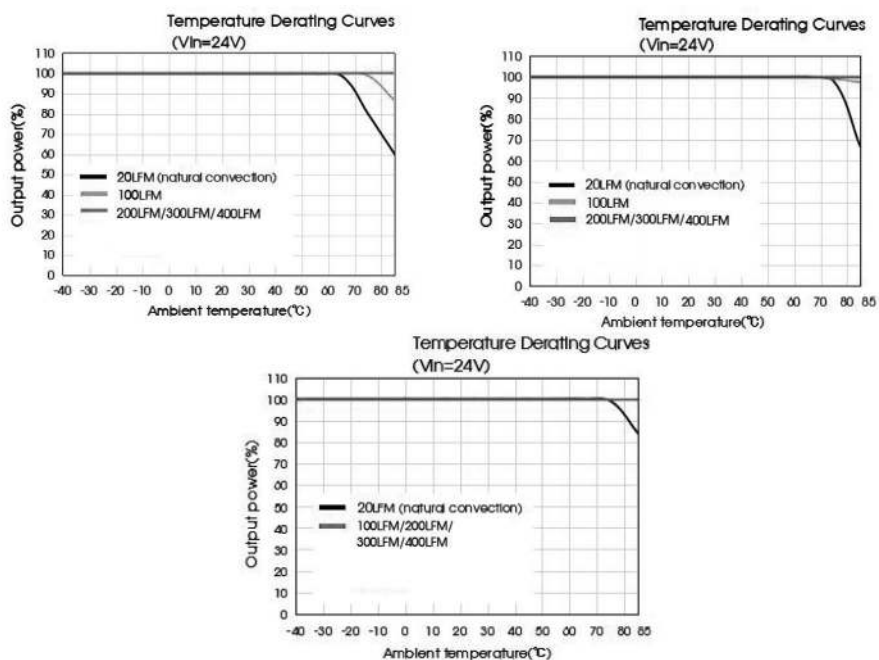 Temperature Derating Curves
(Vin=24V)
110
100
90
80
70
60
50
40
30
20
10
0
Output power(%)
20LFM (natural convection)
100LFM
200LFM/300LFM/400LFM
-40 -30 -20 -10 0 10 20 30 40 50 60 70 80 85
Ambient temperature(℃)
Temperature Derating Curves
(Vin=24V)
110
100
90
80
70
60
50
40
30
20
10
0
Output power(%)
20LFM (natural convection)
100LFM
200LFM/300LFM/400LFM
-40 -30 -20 -10 0 10 20 30 40 50 60 70 80 85
Ambient temperature(℃)
Temperature Derating Curves
(Vin=24V)
110
100
90
80
70
60
50
40
30
20
10
0
Output power(%)
20LFM (natural convection)
100LFM/200LFM/
300LFM/400LFM
-40 -30 -20 -10 0 10 20 30 40 50 60 70 80 85
Ambient temperature(℃)